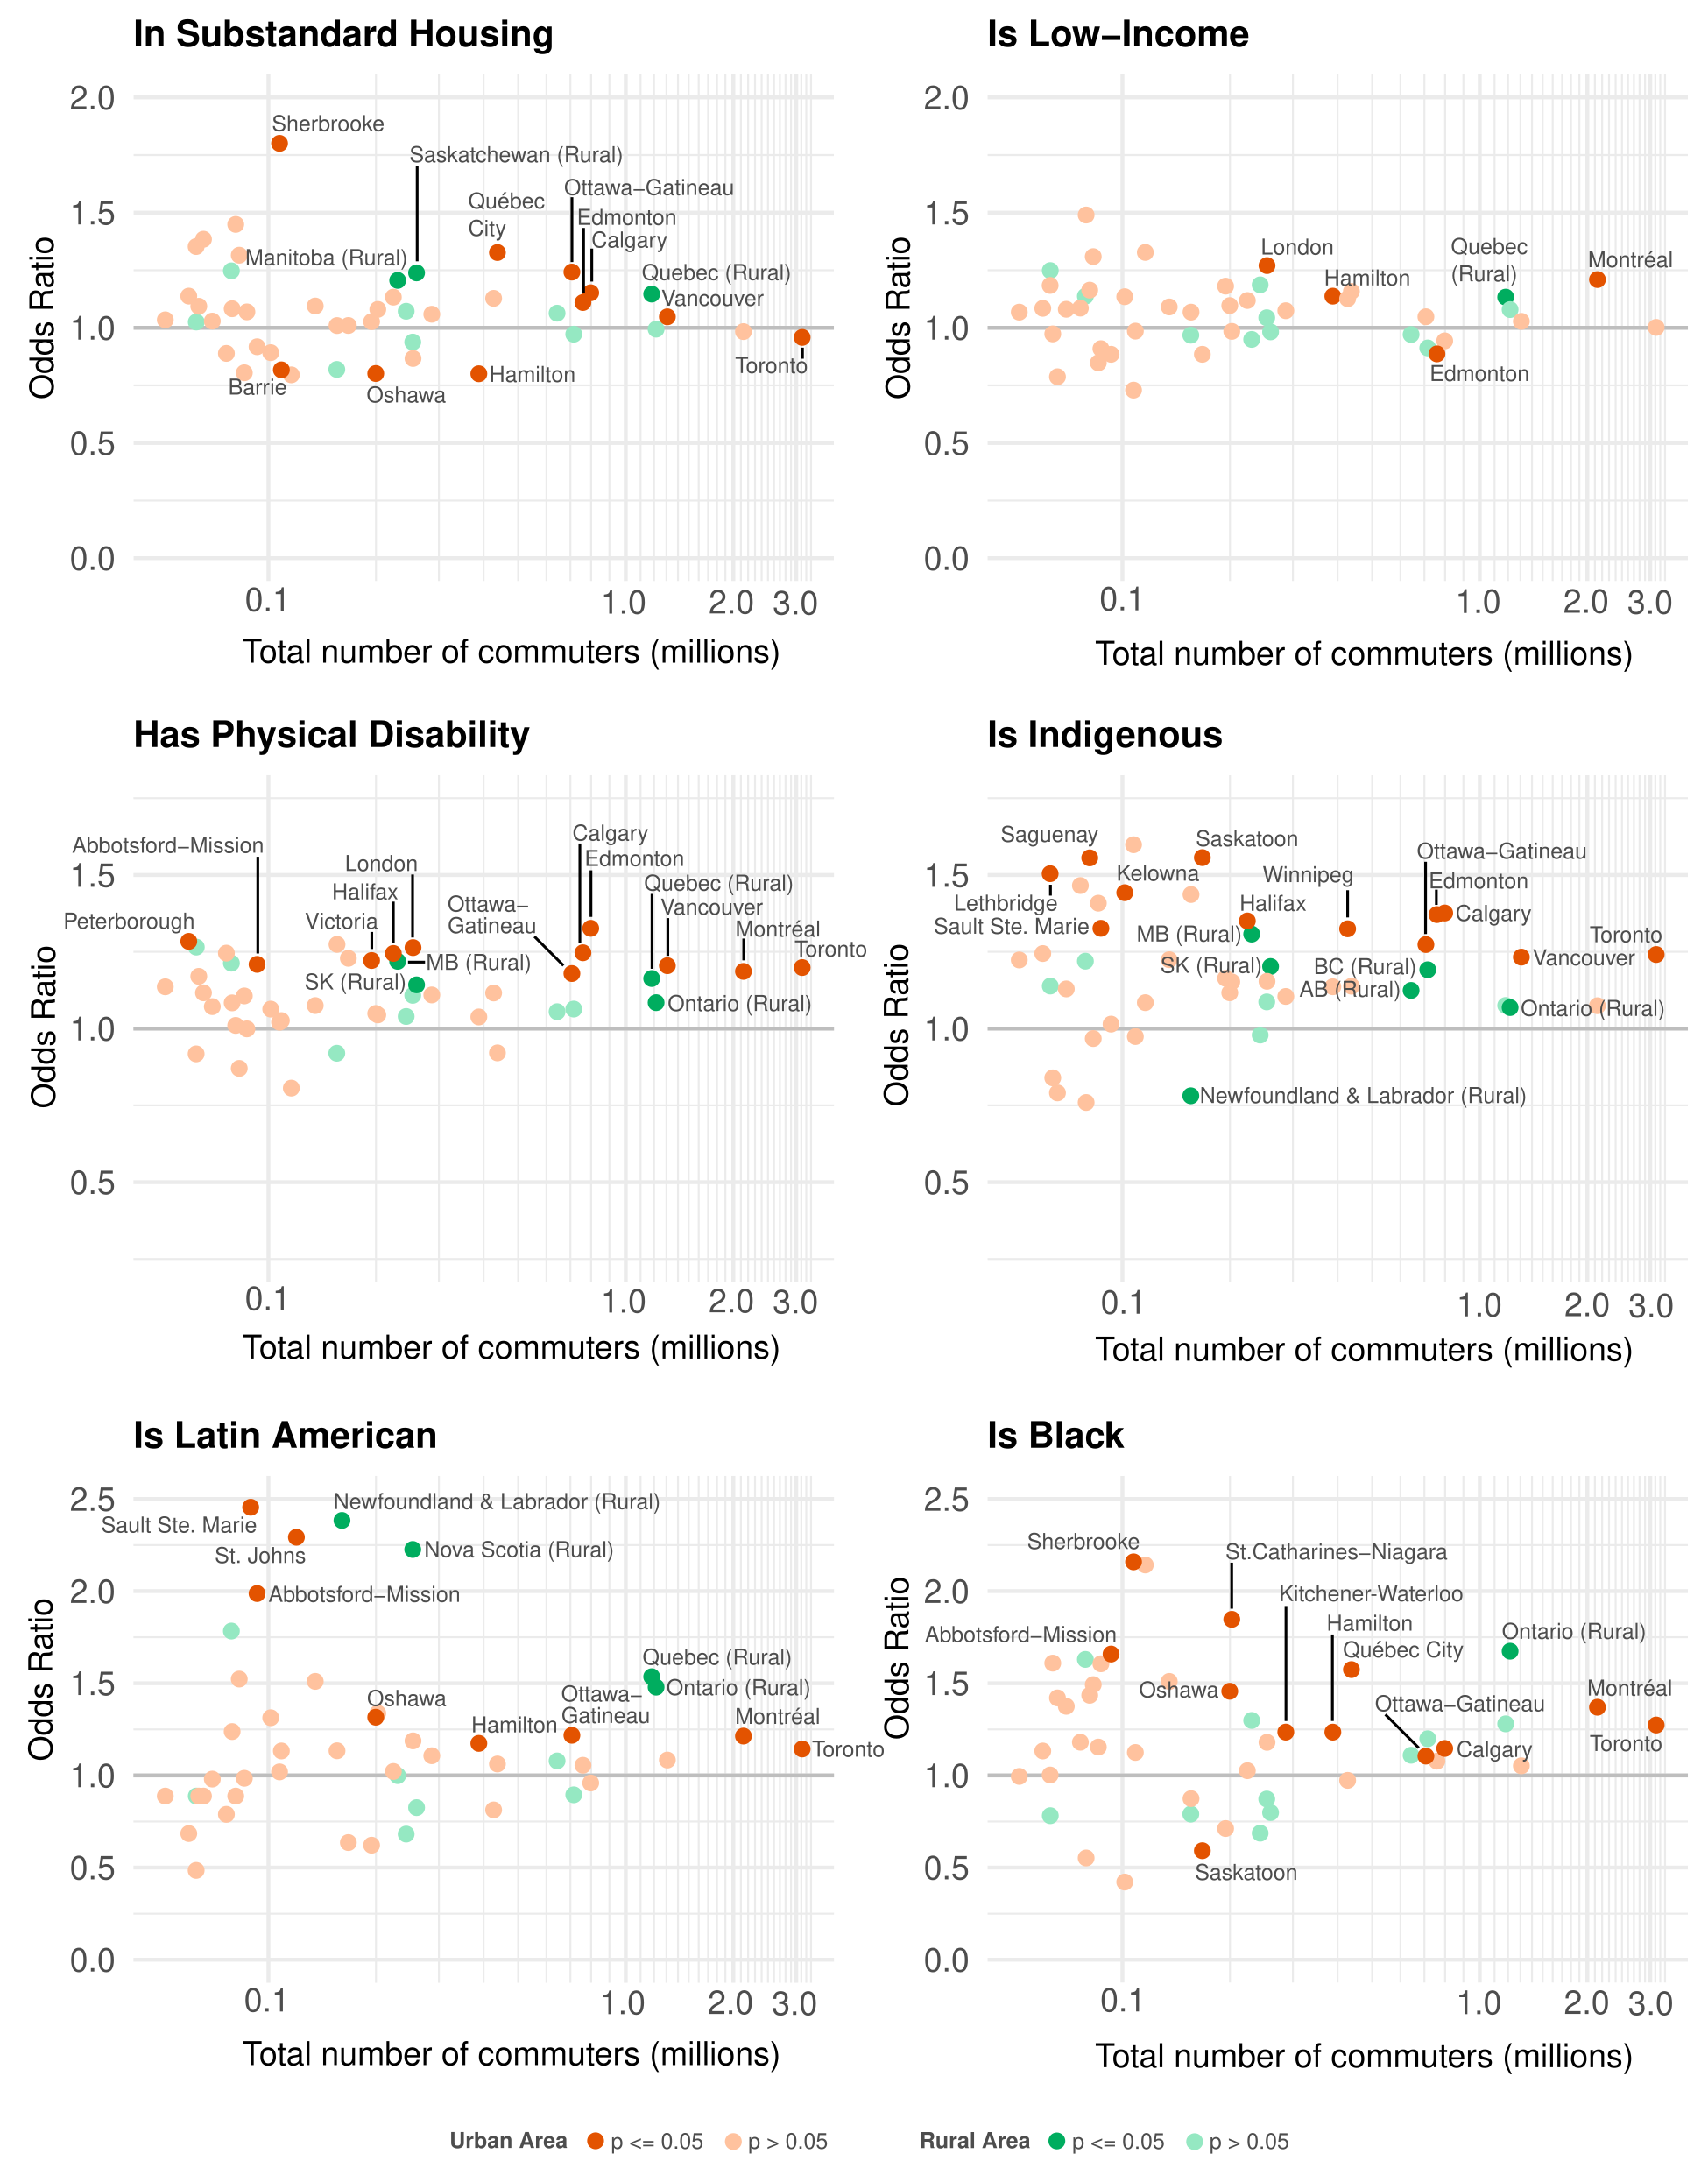 In Substandard Housing
2.0
1.5
1.0
0.5
0.0
Odds Ratio
Sherbrooke
Saskatchewan (Rural)
Ottawa–Gatineau
Québec
City
Edmonton
Calgary
Manitoba (Rural)
Quebec (Rural)
Vancouver
Toronto
Barrie
Oshawa
Hamilton
0.1
1.0
2.0
3.0
Total number of commuters (millions)
Is Low–Income
2.0
1.5
1.0
0.5
0.0
Odds Ratio
London
Hamilton
Quebec
(Rural)
Montréal
Edmonton
0.1
1.0
2.0
3.0
Total number of commuters (millions)
Has Physical Disability
1.5
1.0
0.5
Odds Ratio
Abbotsford–Mission
Calgary
Edmonton
London
Halifax
Quebec (Rural)
Ottawa–
Gatineau
Vancouver
Peterborough
Victoria
Montréal
Toronto
MB (Rural)
SK (Rural)
Ontario (Rural)
0.1
1.0
2.0
3.0
Total number of commuters (millions)
Is Indigenous
1.5
1.0
0.5
Odds Ratio
Saguenay
Saskatoon
Ottawa–Gatineau
Kelowna
Winnipeg
Edmonton
Lethbridge
Halifax
Calgary
Sault Ste. Marie
MB (Rural)
Toronto
Vancouver
SK (Rural)
BC (Rural)
AB (Rural)
Ontario (Rural)
Newfoundland & Labrador (Rural)
0.1
1.0
2.0
3.0
Total number of commuters (millions)
Is Latin American
2.5
2.0
1.5
1.0
0.5
0.0
Odds Ratio
Newfoundland & Labrador (Rural)
Sault Ste. Marie
St. Johns
Nova Scotia (Rural)
Abbotsford–Mission
Quebec (Rural)
Ontario (Rural)
Oshawa
Ottawa–
Gatineau
Hamilton
Montréal
Toronto
0.1
1.0
2.0
3.0
Total number of commuters (millions)
Is Black
2.5
2.0
1.5
1.0
0.5
0.0
Odds Ratio
Sherbrooke
St.Catharines–Niagara
Kitchener-Waterloo
Hamilton
Abbotsford–Mission
Québec City
Ontario (Rural)
Oshawa
Ottawa–Gatineau
Montréal
Toronto
Calgary
Saskatoon
0.1
1.0
2.0
3.0
Total number of commuters (millions)
Urban Area
p <= 0.05
p > 0.05
Rural Area
p <= 0.05
p > 0.05